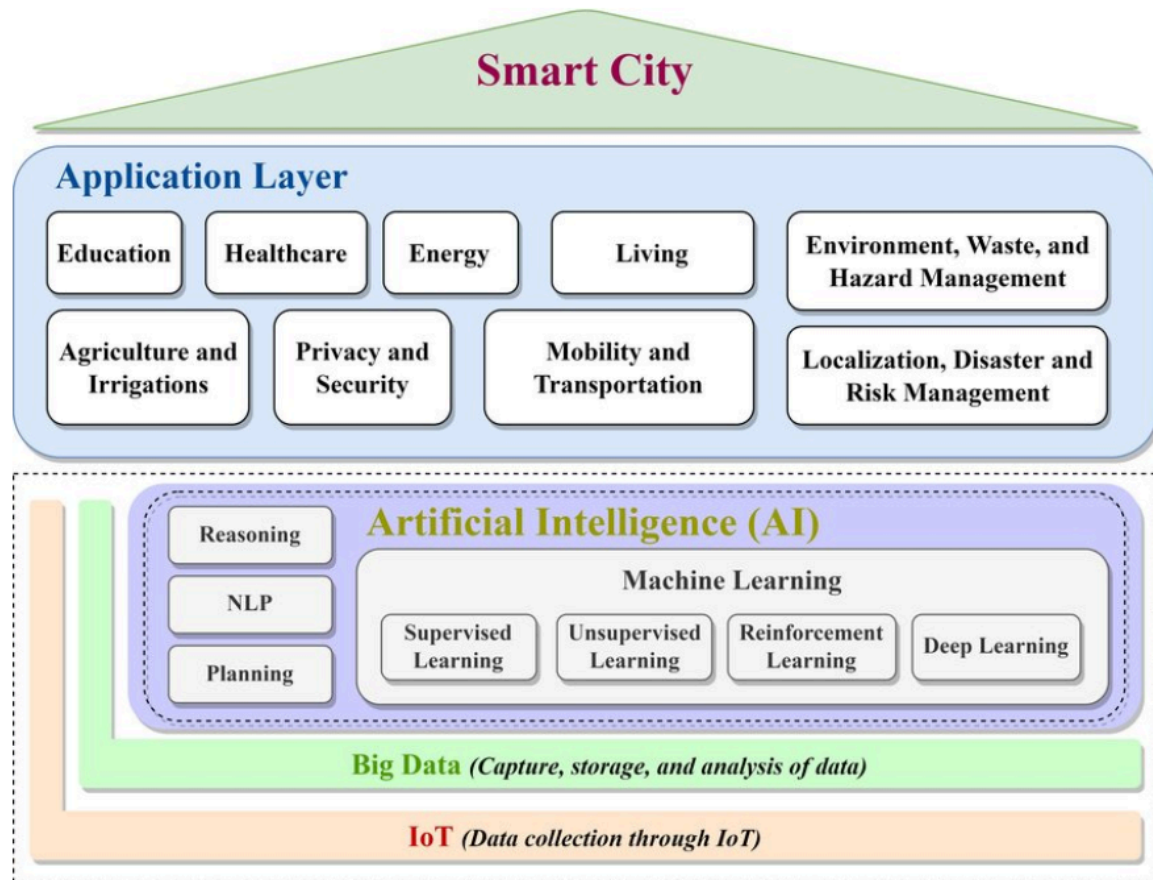 Smart City
Application Layer
Education
Healthcare
Energy
Living
Environment, Waste, and
Hazard Management
Agriculture and
Irrigations
Privacy and
Security
Mobility and
Transportation
Localization, Disaster and
Risk Management
Artificial Intelligence (AI)
Reasoning
NLP
Planning
Machine Learning
Supervised
Learning
Unsupervised
Learning
Reinforcement
Learning
Deep Learning
Big Data (Capture, storage, and analysis of data)
IoT (Data collection through IoT)